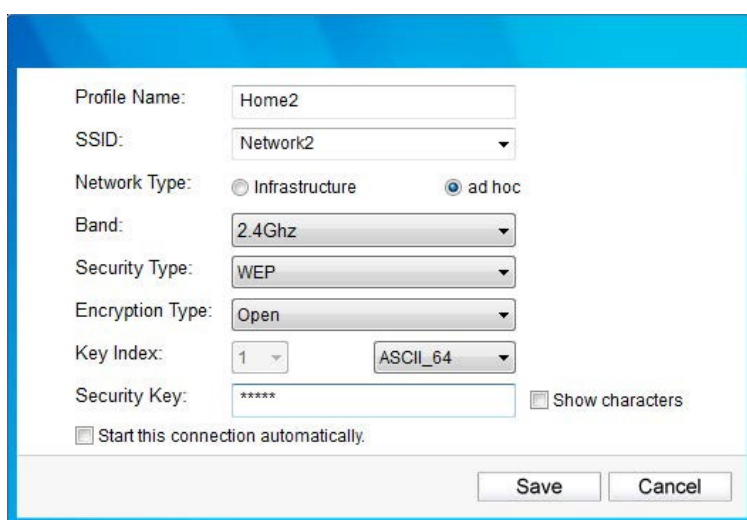 Profile Name: Home2
SSID: Network2
Network Type: Infrastructure ad hoc
Band: 2.4Ghz
Security Type: WEP
Encryption Type: Open
Key Index: 1 ASCII_64
Security Key: ***** Show characters
Start this connection automatically.
Save Cancel